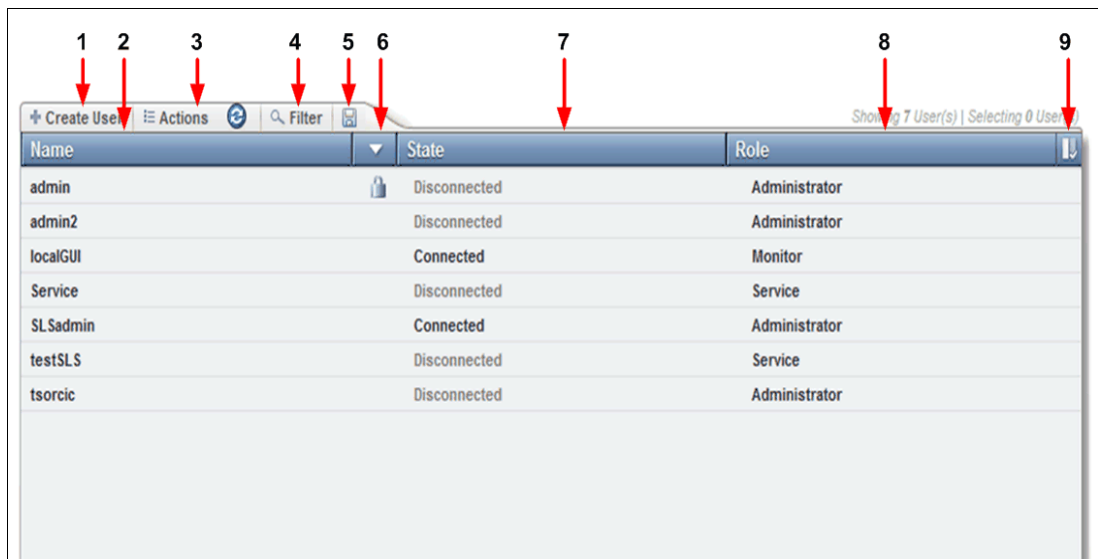 1 2 3 4 5 6 7 8 9
Create User Actions Filter Showing 7 User(s) | Selecting 0 User(s)
Name State Role
admin Disconnected Administrator
admin2 Disconnected Administrator
localGUI Connected Monitor
Service Disconnected Service
SLSadmin Connected Administrator
testSLS Disconnected Service
tsorcic Disconnected Administrator